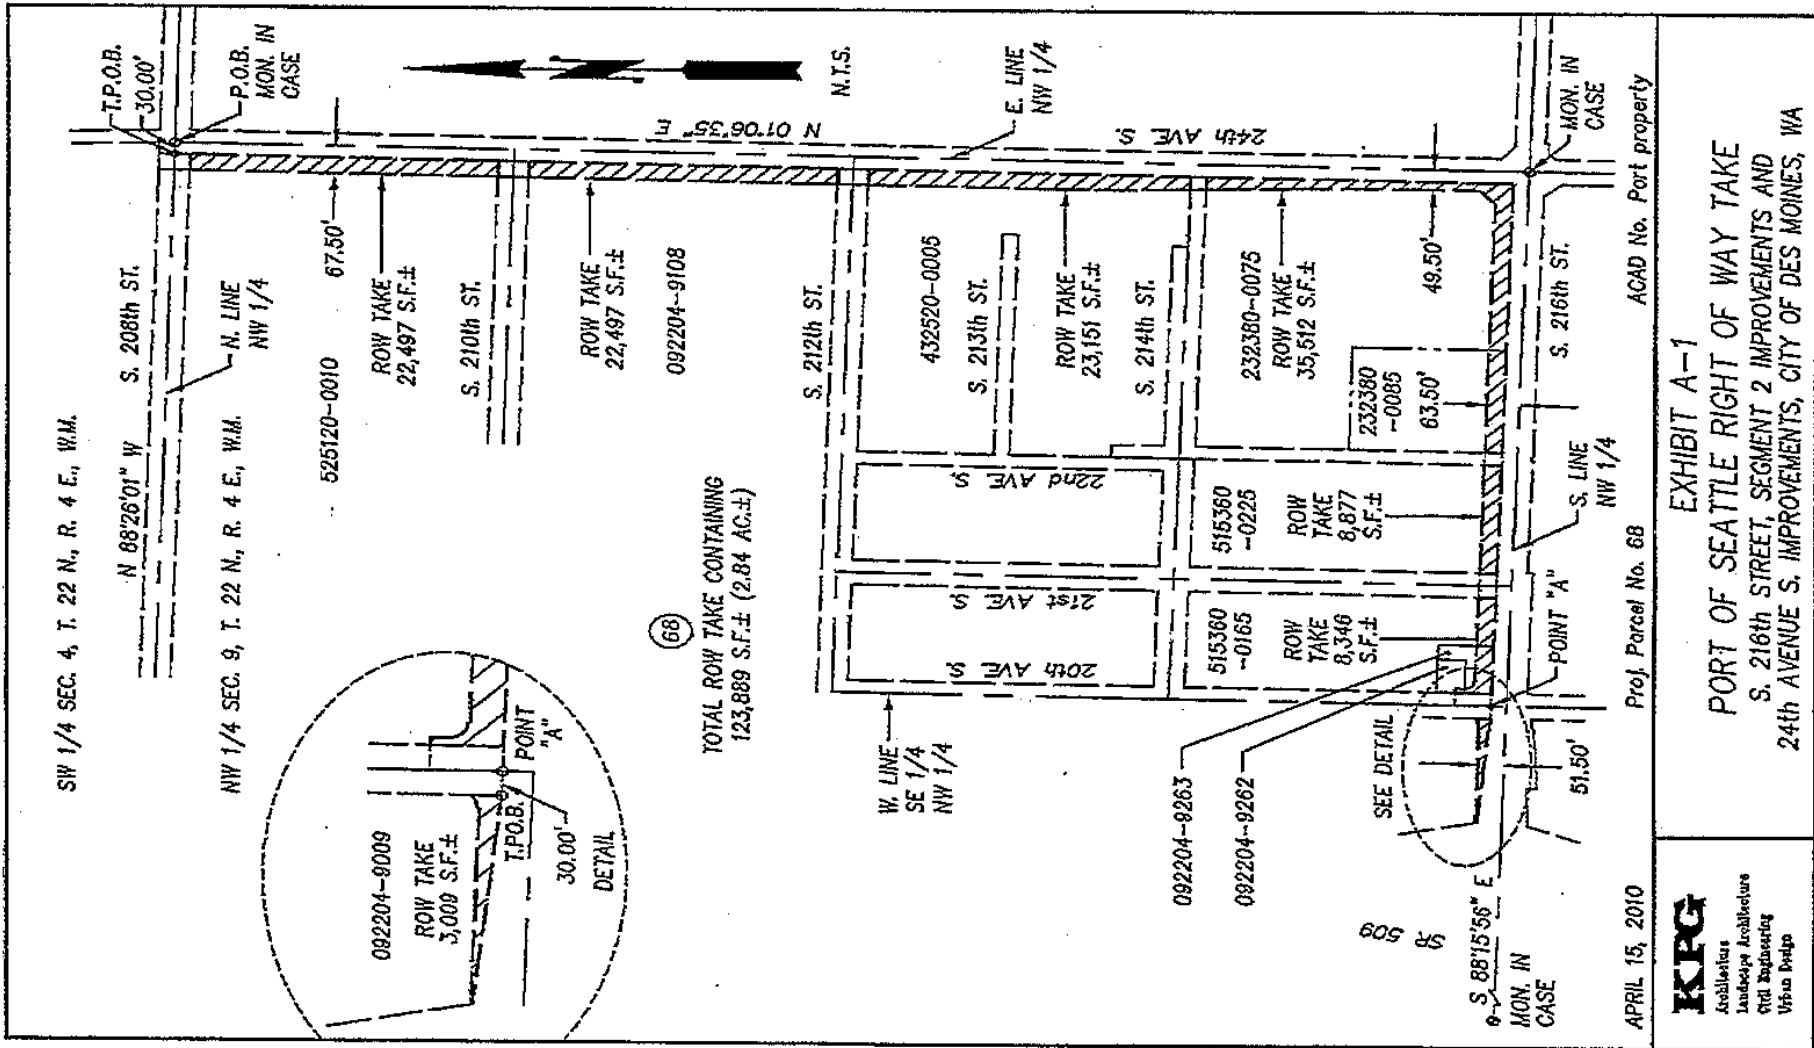 SW 1/4 SEC. 4, T. 22 N., R. 4 E., W.M.
N 88°26'01" W
S. 208th ST.
T.P.O.B.
30.00'
P.O.B.
MON. IN
CASE
N. LINE
NW 1/4
NW 1/4 SEC. 9, T. 22 N., R. 4 E., W.M.
525120-0010
67.50'
ROW TAKE
22,497 S.F.±
S. 210th ST.
N 01°06'35" E
N.T.S.
ROW TAKE
22,497 S.F.±
092204-9108
E. LINE
NW 1/4
092204-9009
ROW TAKE
3,009 S.F.±
T.P.O.B.
POINT
"A"
30.00'
DETAIL
68
TOTAL ROW TAKE CONTAINING
123,889 S.F.± (2.84 AC.±)
S. 212th ST.
24th AVE S.
432520-0005
S. 213th ST.
ROW TAKE
23,151 S.F.±
S. 214th ST.
W. LINE
SE 1/4
NW 1/4
20th AVE S.
21st AVE S.
22nd AVE S.
232380-0075
ROW TAKE
35,512 S.F.±
515360
-0165
ROW
TAKE
8,346
S.F.±
515360
-0225
ROW
TAKE
8,877
S.F.±
232380
-0085
63.50'
49.50'
092204-9263
092204-9262
SEE DETAIL
SR 509
S 88°15'56" E
MON. IN
CASE
51.50'
POINT "A"
S. LINE
NW 1/4
S. 216th ST.
MON. IN
CASE
APRIL 15, 2010
Proj. Parcel No. 68
ACAD No. Port property
KPG
Architecture
Landscape Architecture
Civil Engineering
Urban Design
EXHIBIT A-1
PORT OF SEATTLE RIGHT OF WAY TAKE
S. 216th STREET, SEGMENT 2 IMPROVEMENTS AND
24th AVENUE S. IMPROVEMENTS, CITY OF DES MOINES, WA